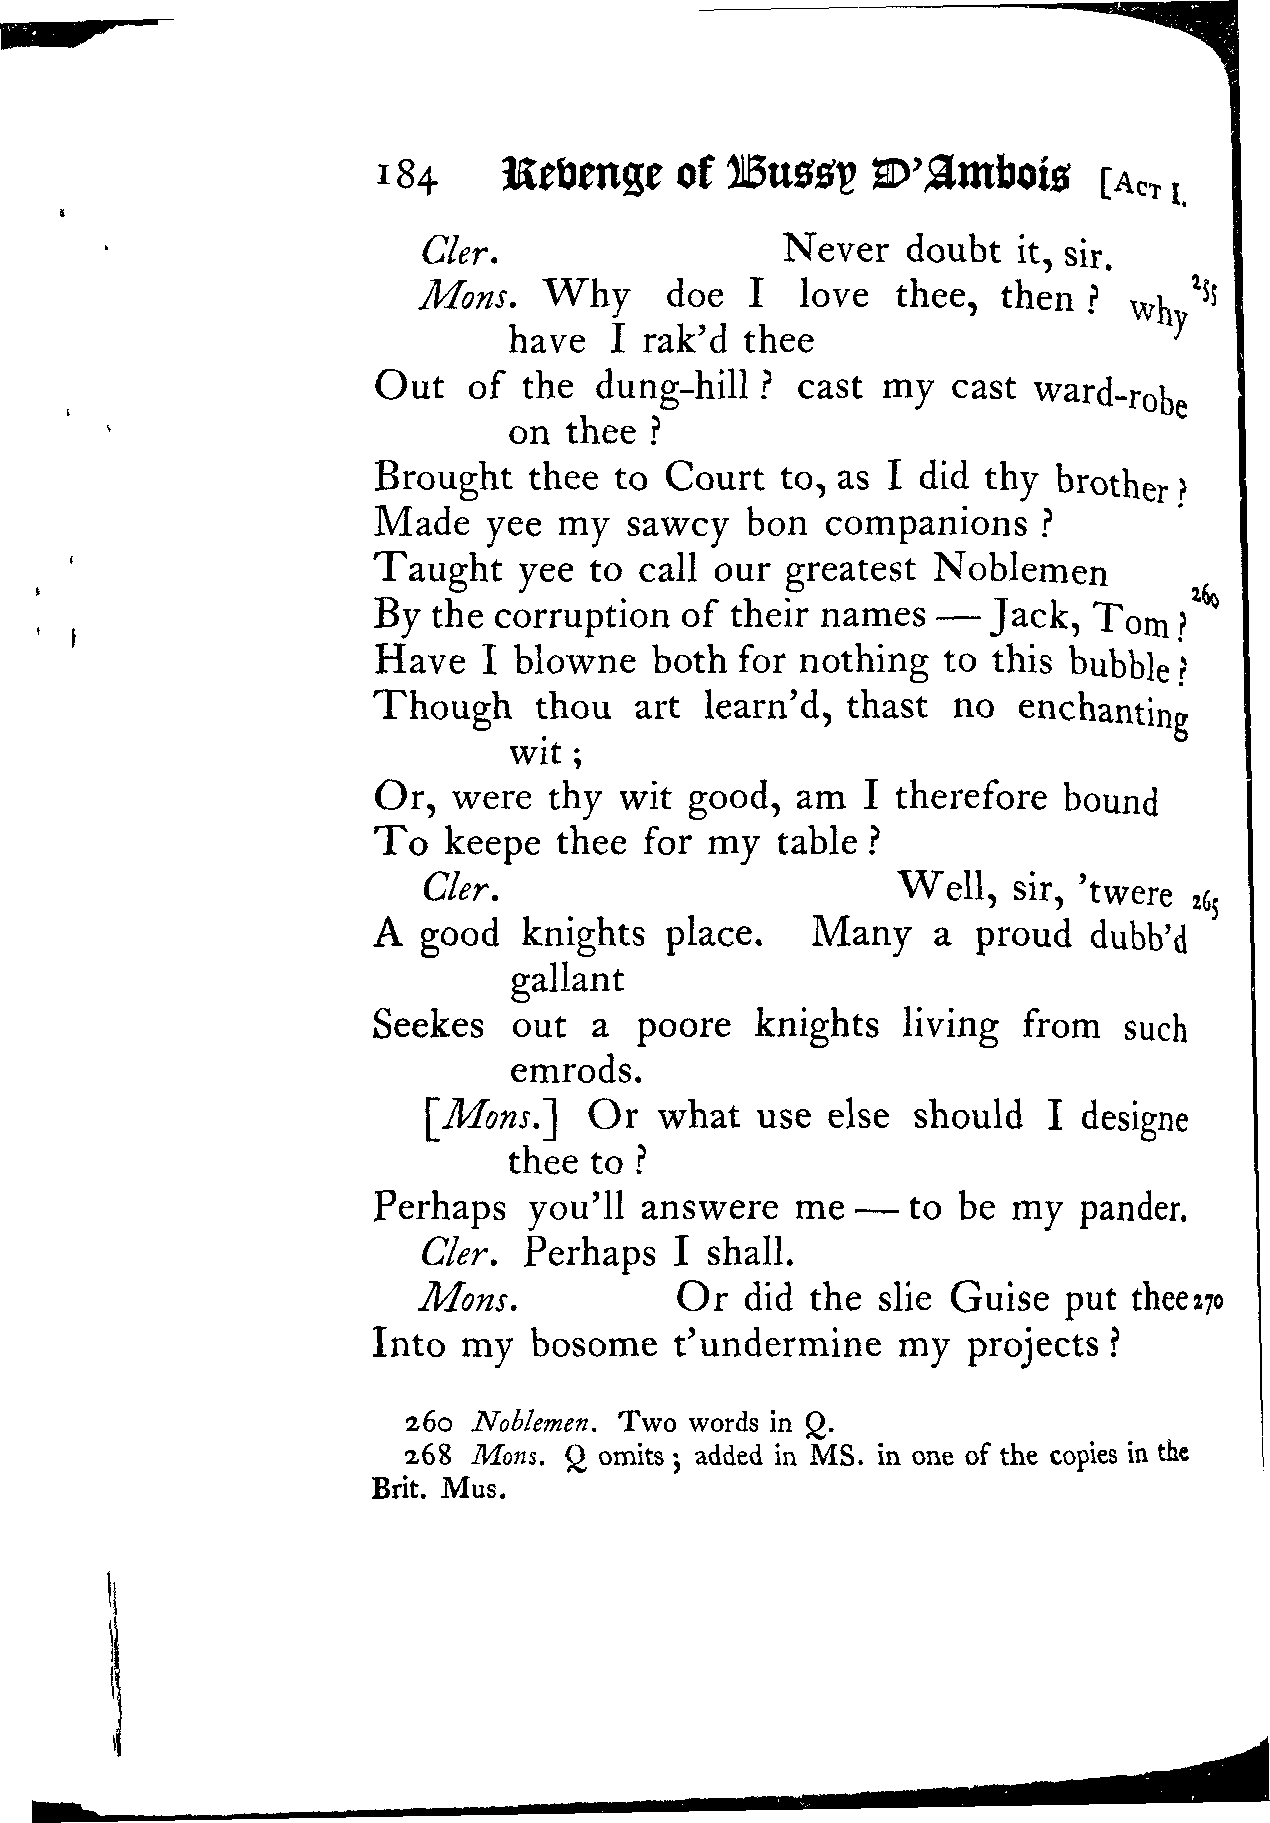 184 Revenge of Bussy D'Ambois [ACT I.
Cler. Never doubt it, sir.
Mons. Why doe I love thee, then ? why 255
have I rak'd thee
Out of the dung-hill ? cast my cast ward-robe
on thee ?
Brought thee to Court to, as I did thy brother ?
Made yee my sawcy bon companions ?
Taught yee to call our greatest Noblemen 260
By the corruption of their names — Jack, Tom ?
Have I blowne both for nothing to this bubble ?
Though thou art learn'd, thast no enchanting
wit ;
Or, were thy wit good, am I therefore bound
To keepe thee for my table ?
Cler. Well, sir, 'twere 265
A good knights place. Many a proud dubb'd
gallant
Seekes out a poore knights living from such
emrods.
[Mons.] Or what use else should I designe
thee to ?
Perhaps you'll answere me — to be my pander.
Cler. Perhaps I shall.
Mons. Or did the slie Guise put thee 270
Into my bosome t'undermine my projects ?
260 Noblemen. Two words in Q.
268 Mons. Q omits ; added in MS. in one of the copies in the
Brit. Mus.